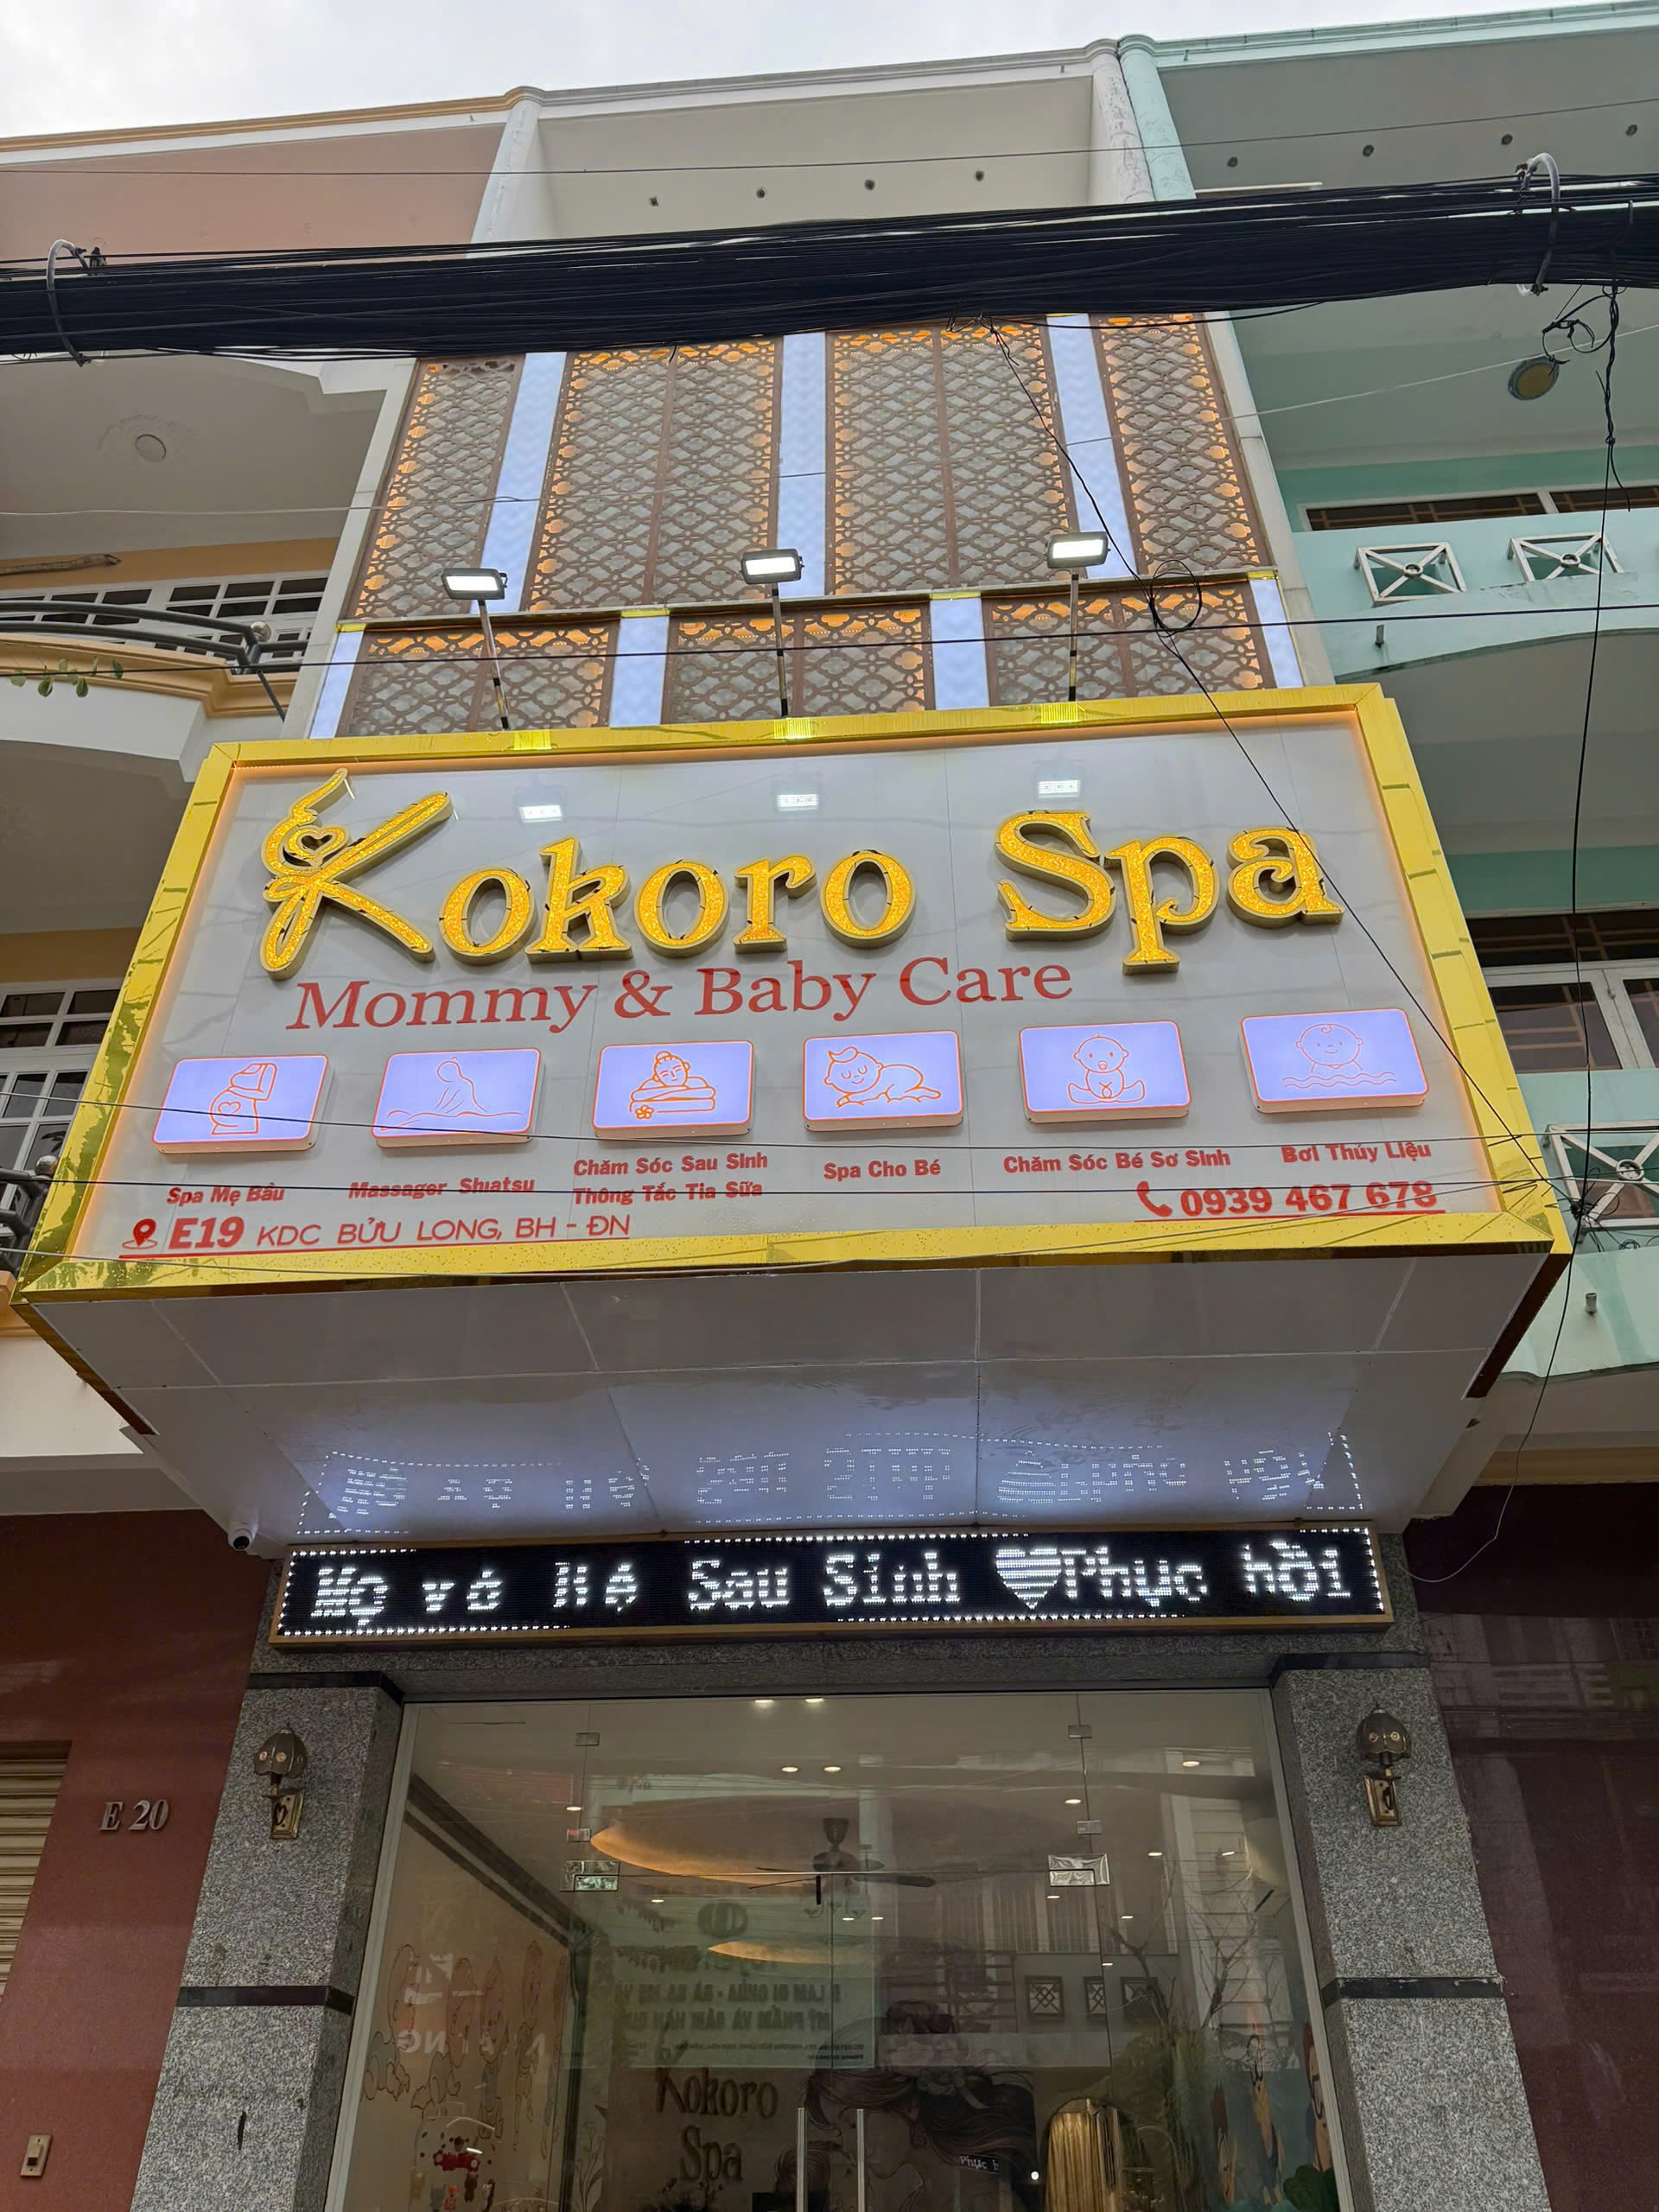 Kokoro Spa
Mommy & Baby Care
Spa Mẹ Bầu
Massager Shiatsu
Chăm Sóc Sau Sinh
Thông Tắc Tia Sữa
Spa Cho Bé
Chăm Sóc Bé Sơ Sinh
Bơi Thủy Liệu
E19 KDC BỬU LONG, BH - ĐN
0939 467 678
Sau Sinh ♥Phục hồi
E 20
Kokoro
Spa